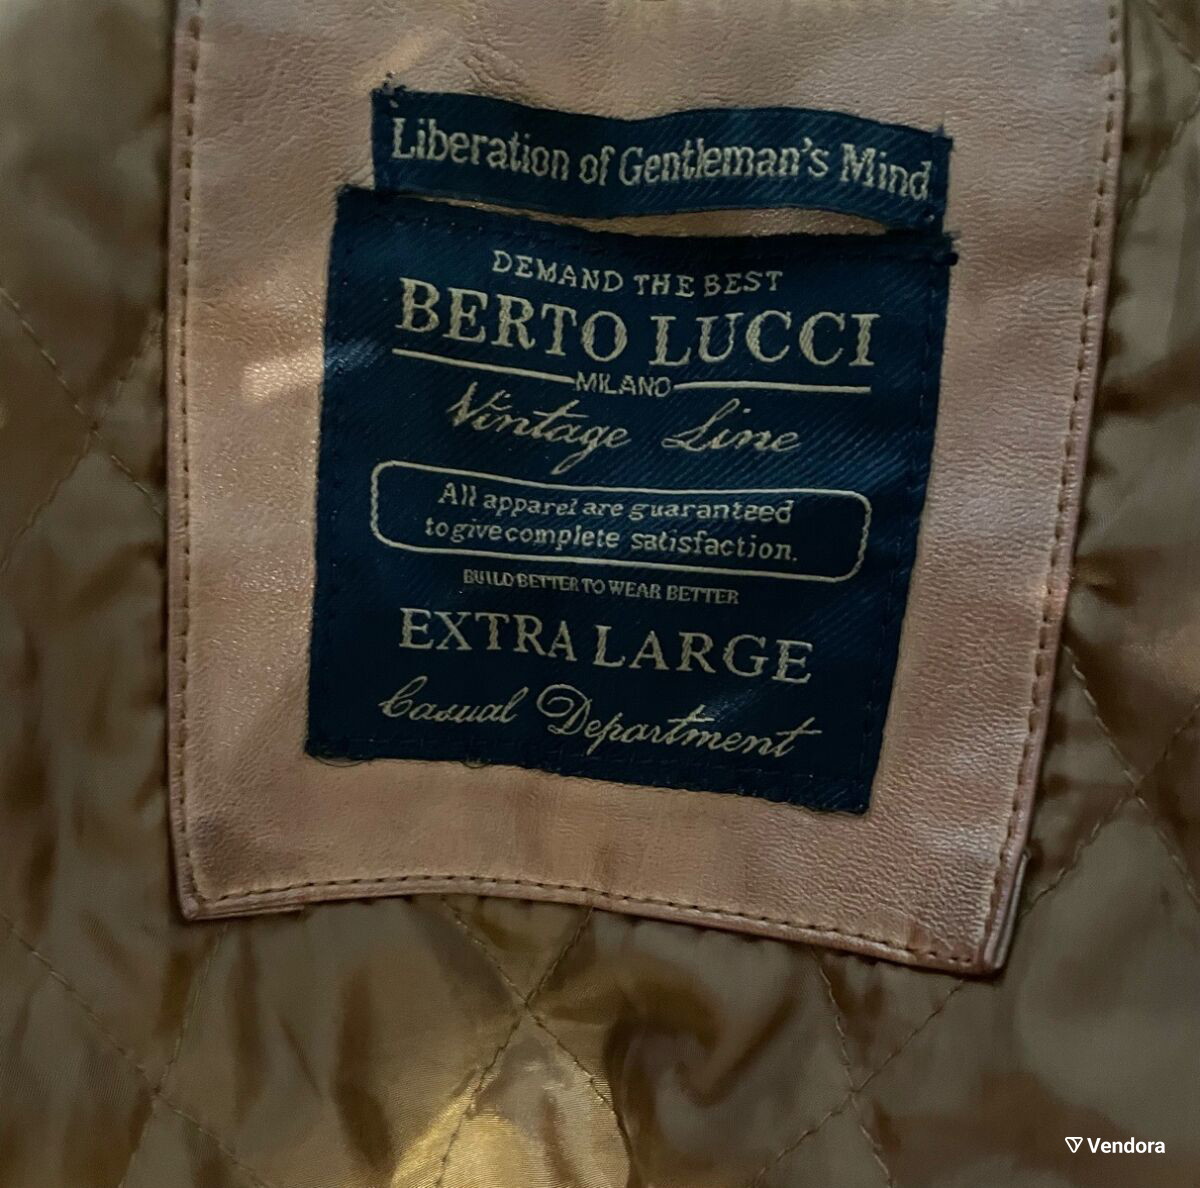 Liberation of Gentleman's Mind
DEMAND THE BEST
BERTO LUCCI
MILANO
Vintage Line
All apparel are guaranteed
to give complete satisfaction.
BUILD BETTER TO WEAR BETTER
EXTRA LARGE
Casual Department
Vendora